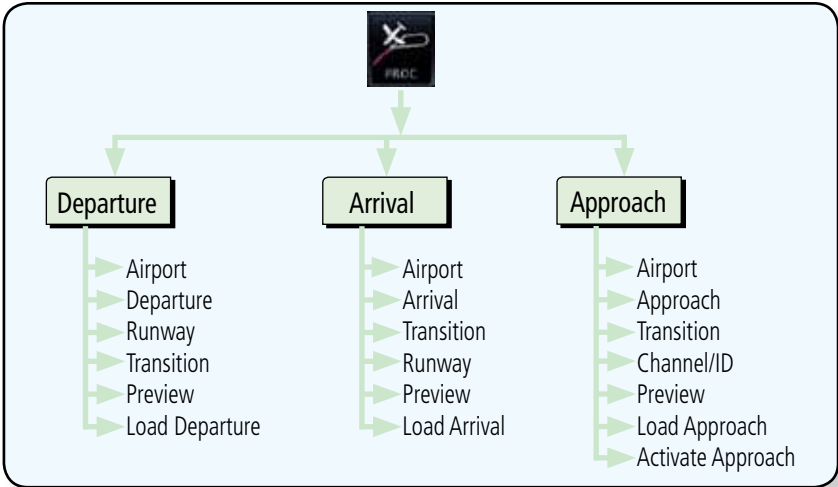 PROC
Departure
Airport
Departure
Runway
Transition
Preview
Load Departure
Arrival
Airport
Arrival
Transition
Runway
Preview
Load Arrival
Approach
Airport
Approach
Transition
Channel/ID
Preview
Load Approach
Activate Approach